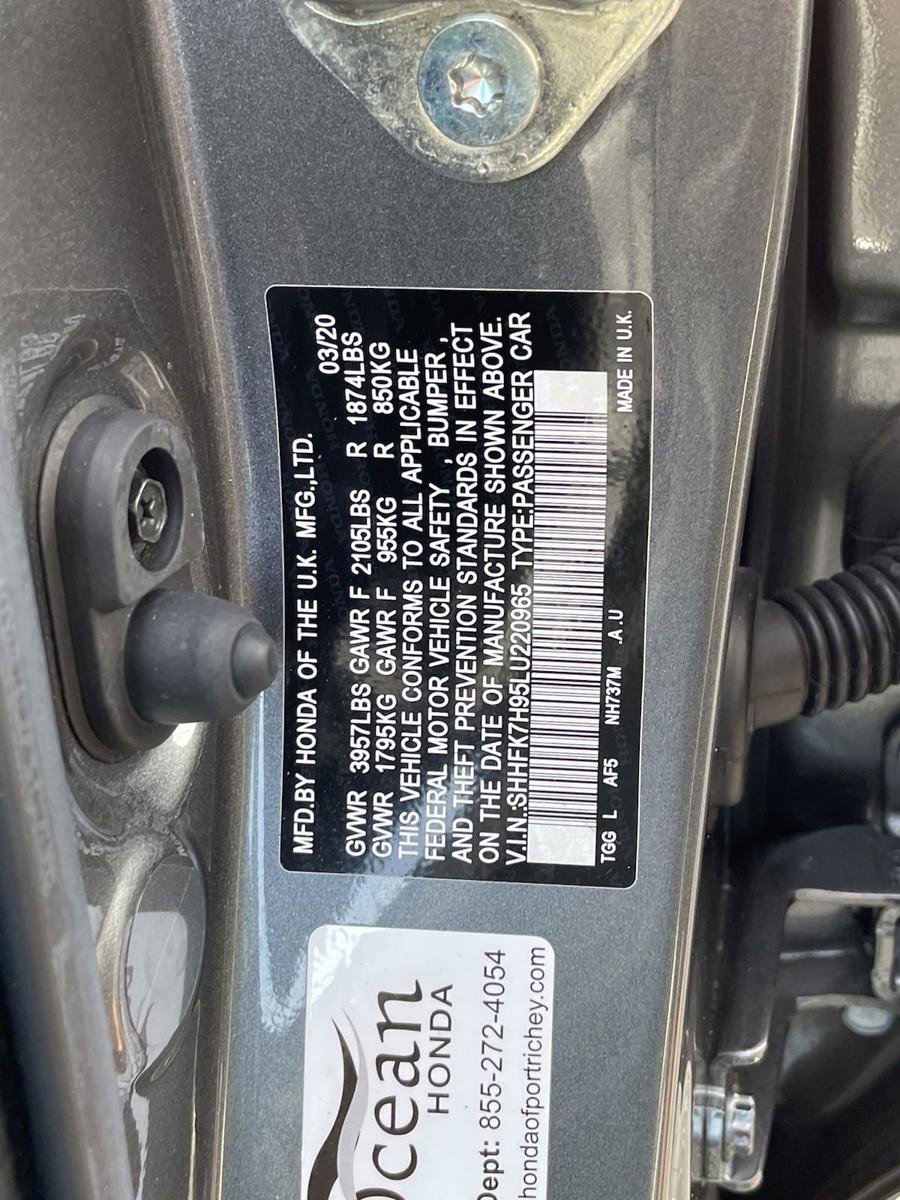 MFD.BY HONDA OF THE U.K. MFG.,LTD. 03/20
GVWR 3957LBS GAWR F 2105LBS R 1874LBS
GVWR 1795KG GAWR F 955KG R 850KG
THIS VEHICLE CONFORMS TO ALL APPLICABLE
FEDERAL MOTOR VEHICLE SAFETY , BUMPER ,
AND THEFT PREVENTION STANDARDS IN EFFECT
ON THE DATE OF MANUFACTURE SHOWN ABOVE.
V.I.N.:SHHFK7H95LU220965 TYPE:PASSENGER CAR
TGG L AF5 NH737M .A.U MADE IN U.K.
Ocean
HONDA
Dept: 855-272-4054
hondaofportrichey.com